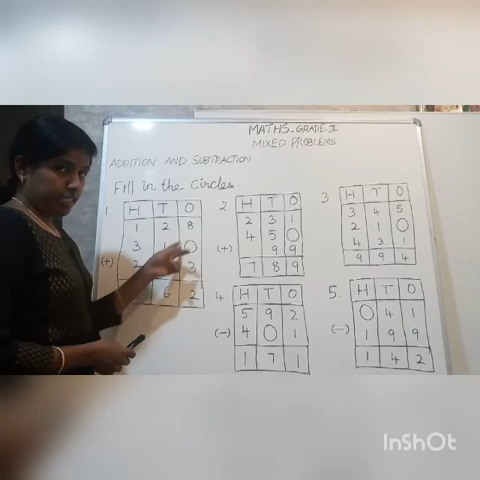 MATHS-GRADE-II
MIXED PROBLEMS
ADDITION AND SUBTRACTION
Fill in the circles.
1 H T O
1 2 8
3 1 ○
(+) 2 3
6 2
2 H T O
2 3 1
4 5 ○
(+) 9 9
7 8 9
3 H T O
3 4 5
2 1 ○
4 3 1
9 9 4
4 H T O
5 9 2
(-) 4 ○ 1
1 7 1
5. H T O
○ 4 1
(-) 1 9 9
1 4 2
InShOt